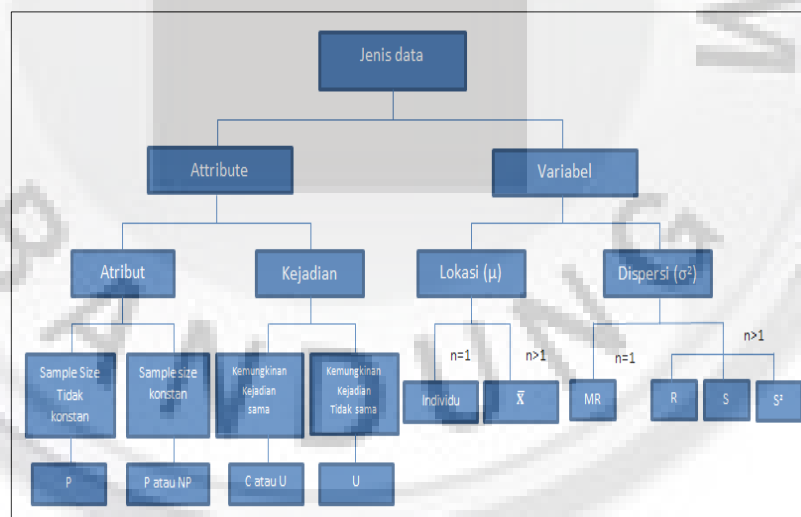 Jenis data
Attribute
Variabel
Atribut
Kejadian
Lokasi (μ)
Dispersi (σ²)
n=1
n>1
n=1
n>1
Sample Size
Tidak
konstan
Sample size
konstan
Kemungkinan
Kejadian
sama
Kemungkinan
Kejadian
Tidak sama
Individu
X̅
MR
R
S
S²
P
P atau NP
C atau U
U